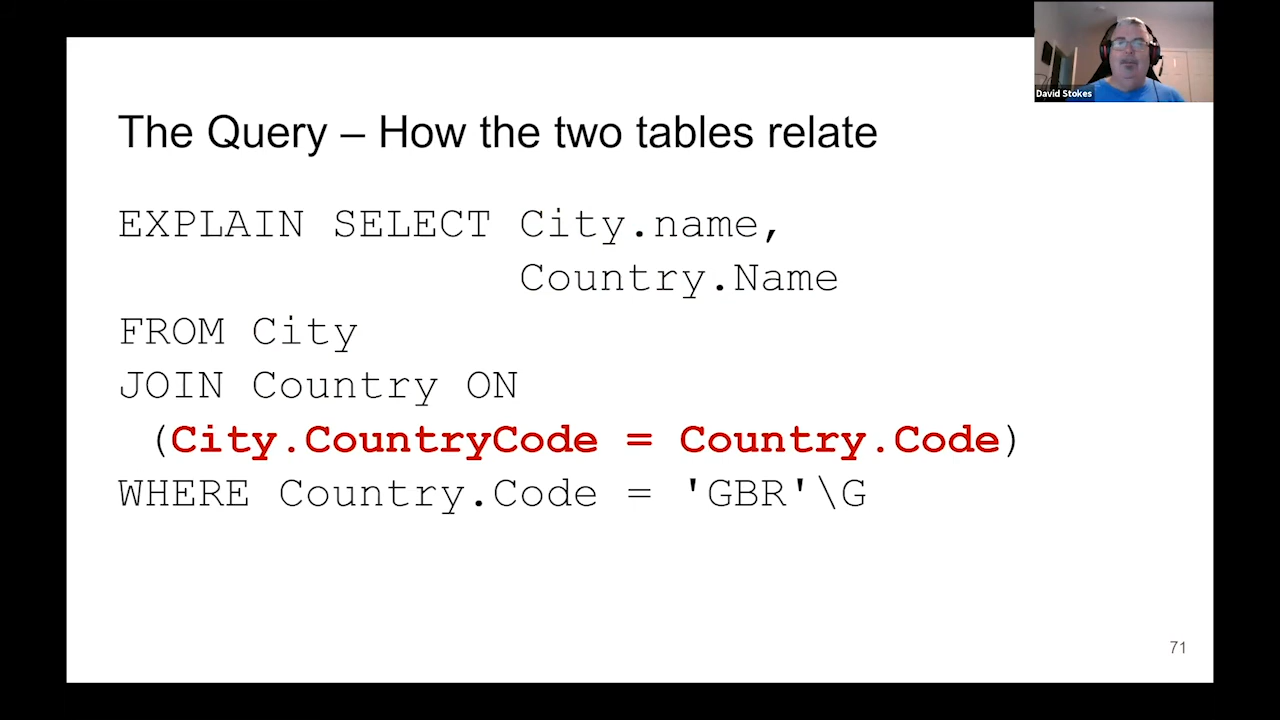 David Stokes
The Query – How the two tables relate
EXPLAIN SELECT City.name,
Country.Name
FROM City
JOIN Country ON
(City.CountryCode = Country.Code)
WHERE Country.Code = 'GBR'\G
71